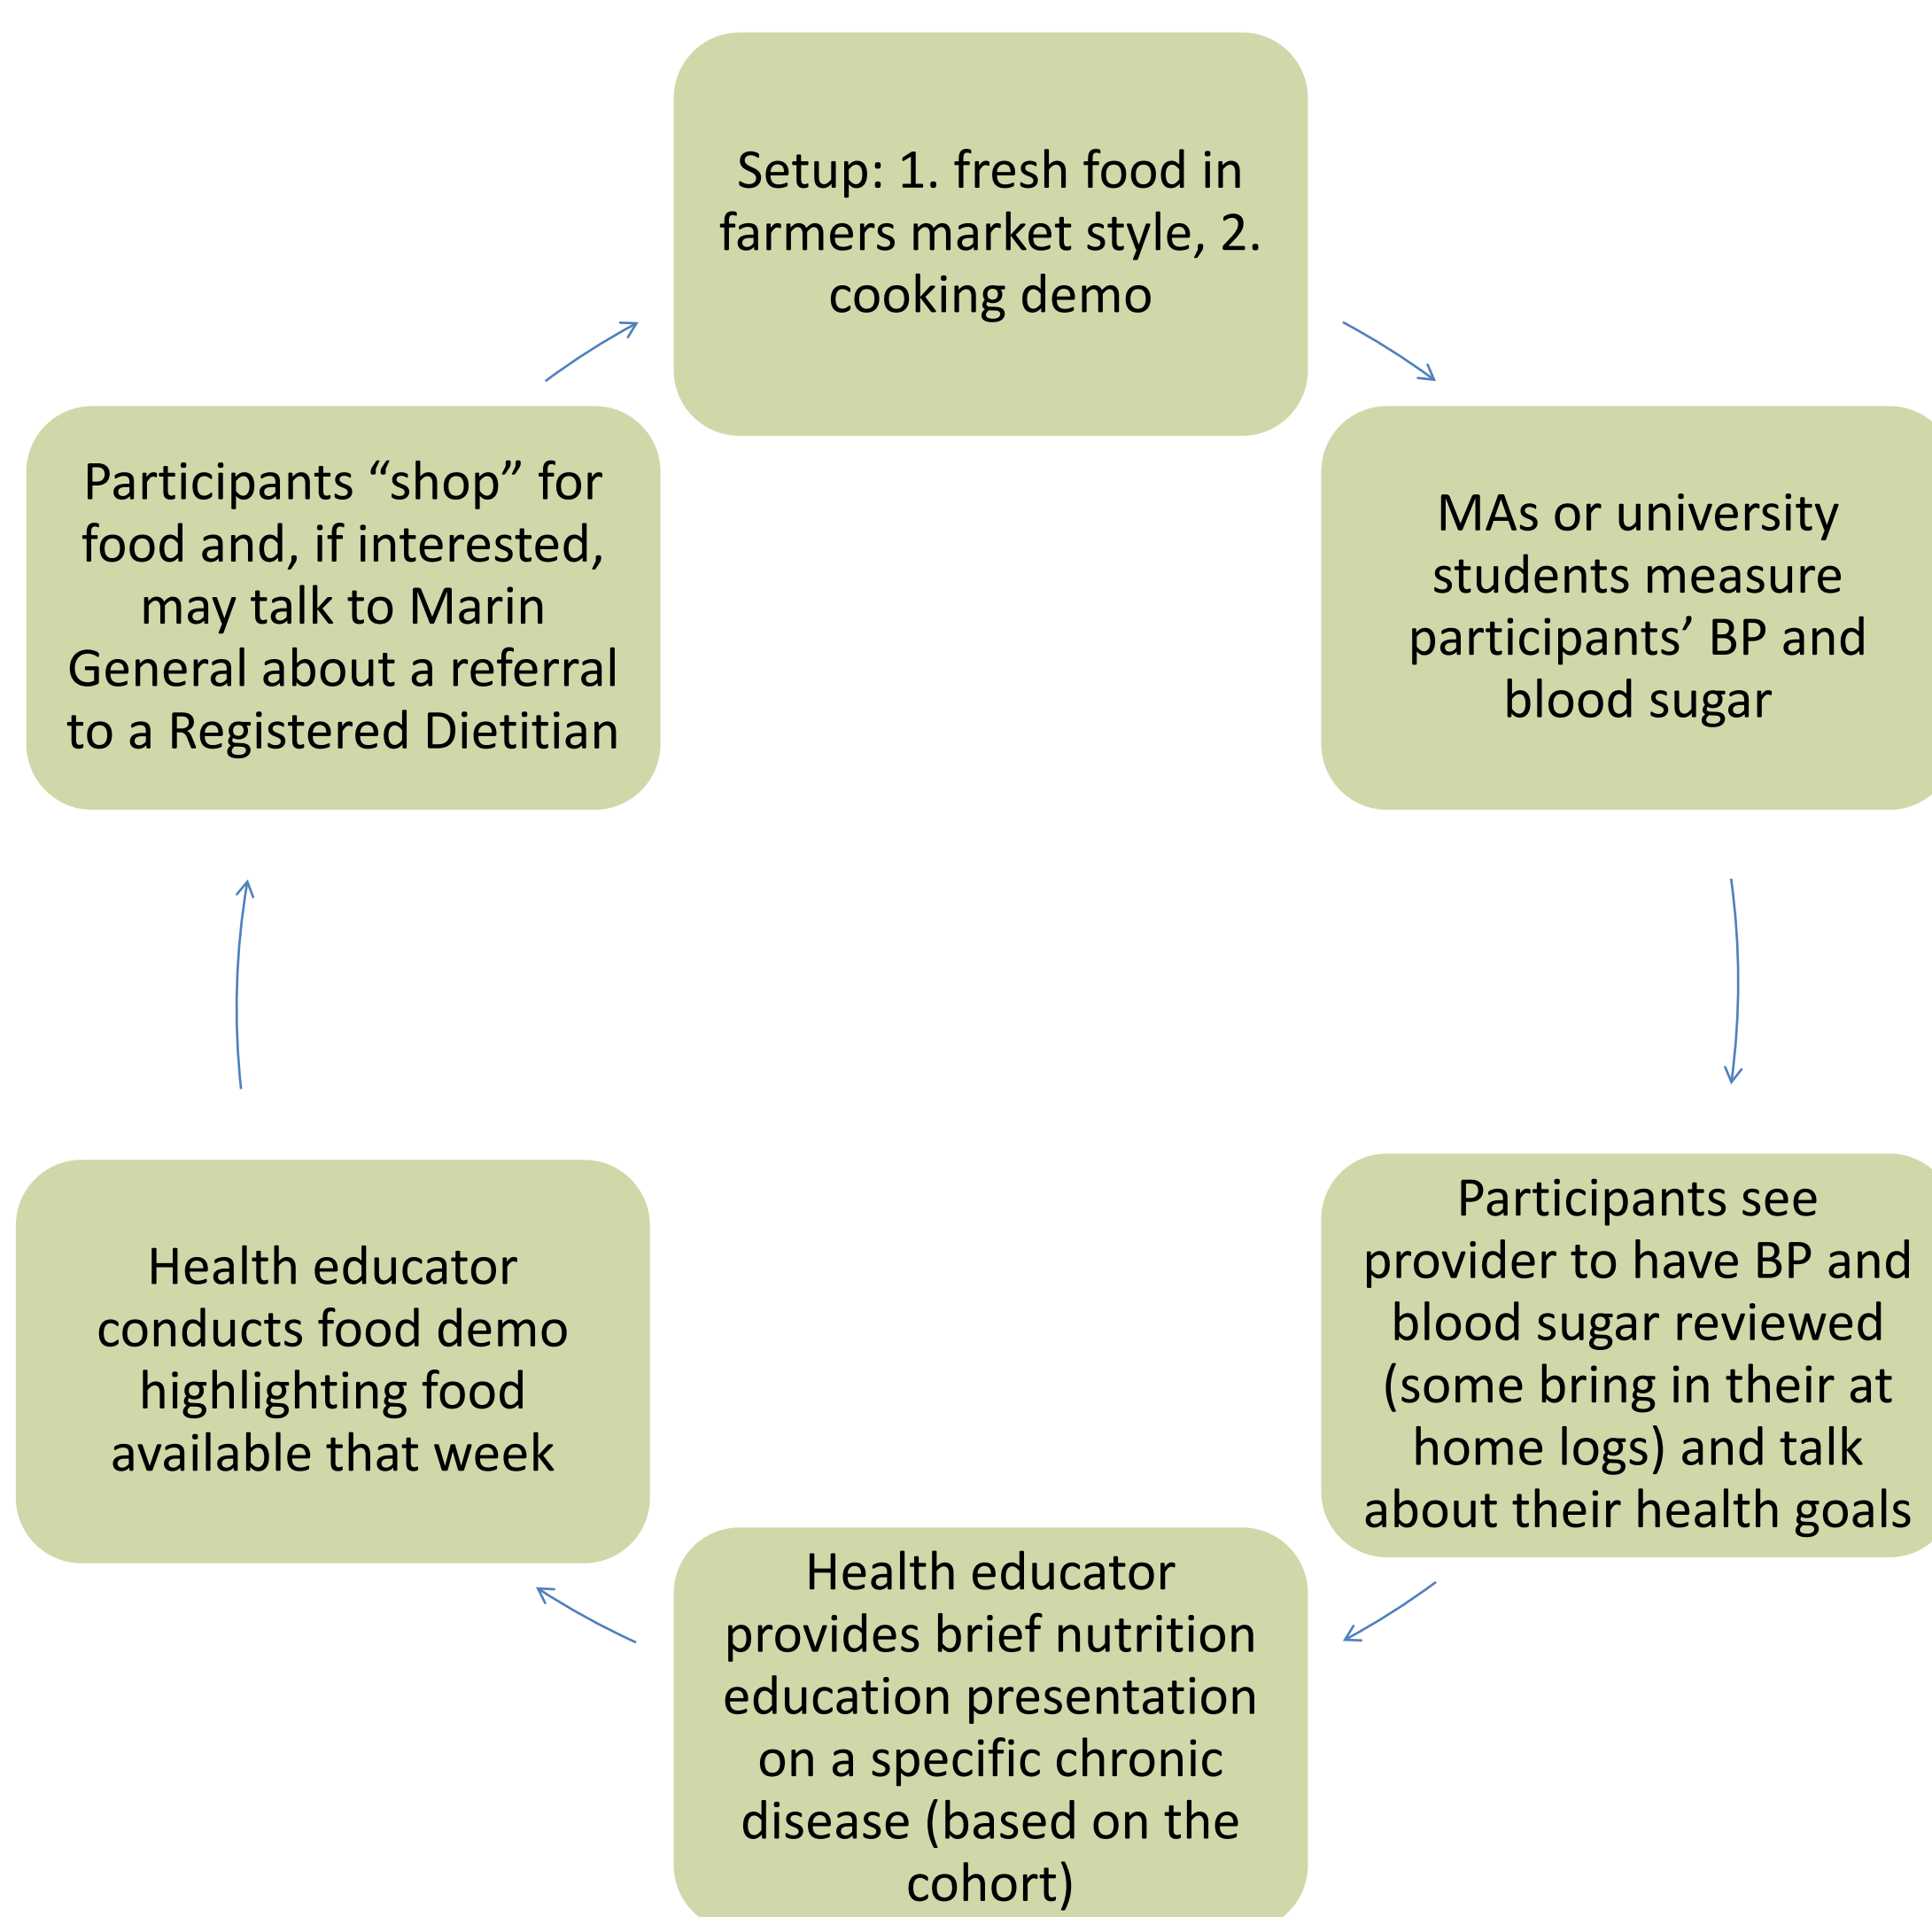 Setup: 1. fresh food in
farmers market style, 2.
cooking demo
MAs or university
students measure
participants’ BP and
blood sugar
Participants see
provider to have BP and
blood sugar reviewed
(some bring in their at
home logs) and talk
about their health goals
Health educator
provides brief nutrition
education presentation
on a specific chronic
disease (based on the
cohort)
Health educator
conducts food demo
highlighting food
available that week
Participants “shop” for
food and, if interested,
may talk to Marin
General about a referral
to a Registered Dietitian